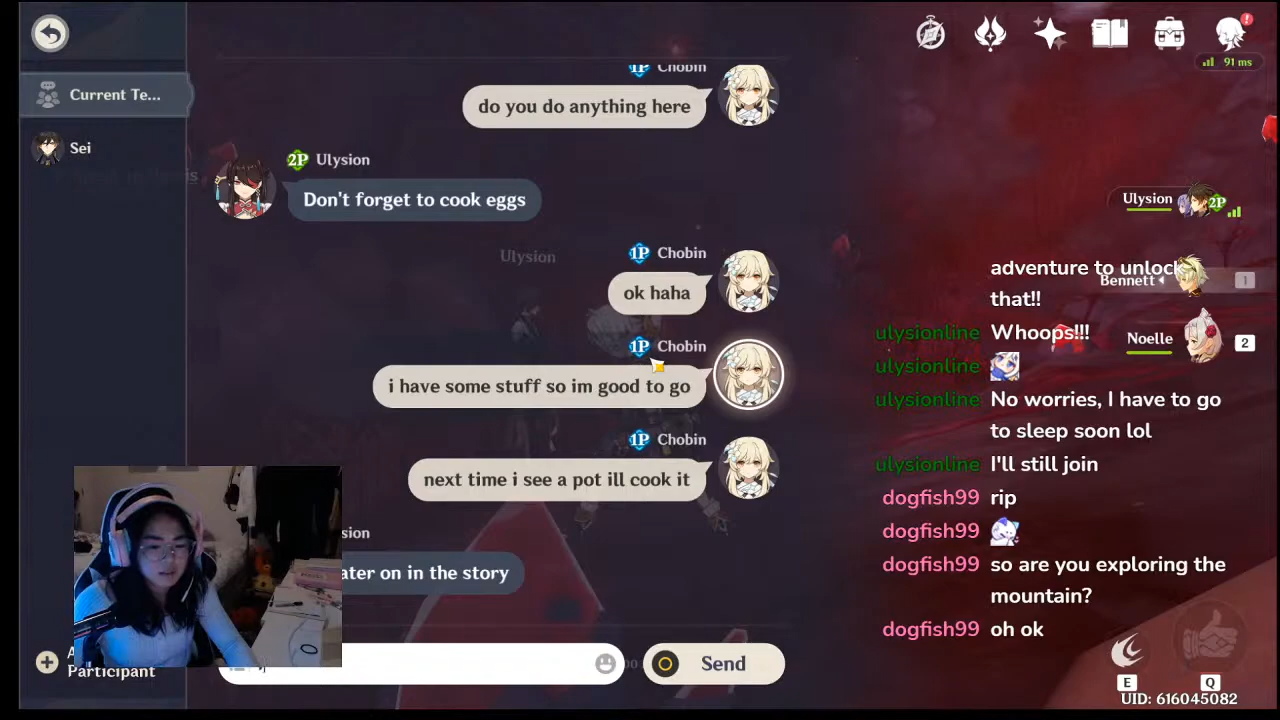 Current Te...
Sei
1P Chobin
do you do anything here
2P Ulysion
Don't forget to cook eggs
Ulysion
1P Chobin
ok haha
1P Chobin
i have some stuff so im good to go
1P Chobin
next time i see a pot ill cook it
sion
ater on in the story
Participant
Send
91 ms
Ulysion 2P
Bennett 1
Noelle 2
adventure to unlock
that!!
ulysionline Whoops!!!
ulysionline
ulysionline No worries, I have to go
to sleep soon lol
ulysionline I'll still join
dogfish99 rip
dogfish99
dogfish99 so are you exploring the
mountain?
dogfish99 oh ok
E Q
UID: 616045082